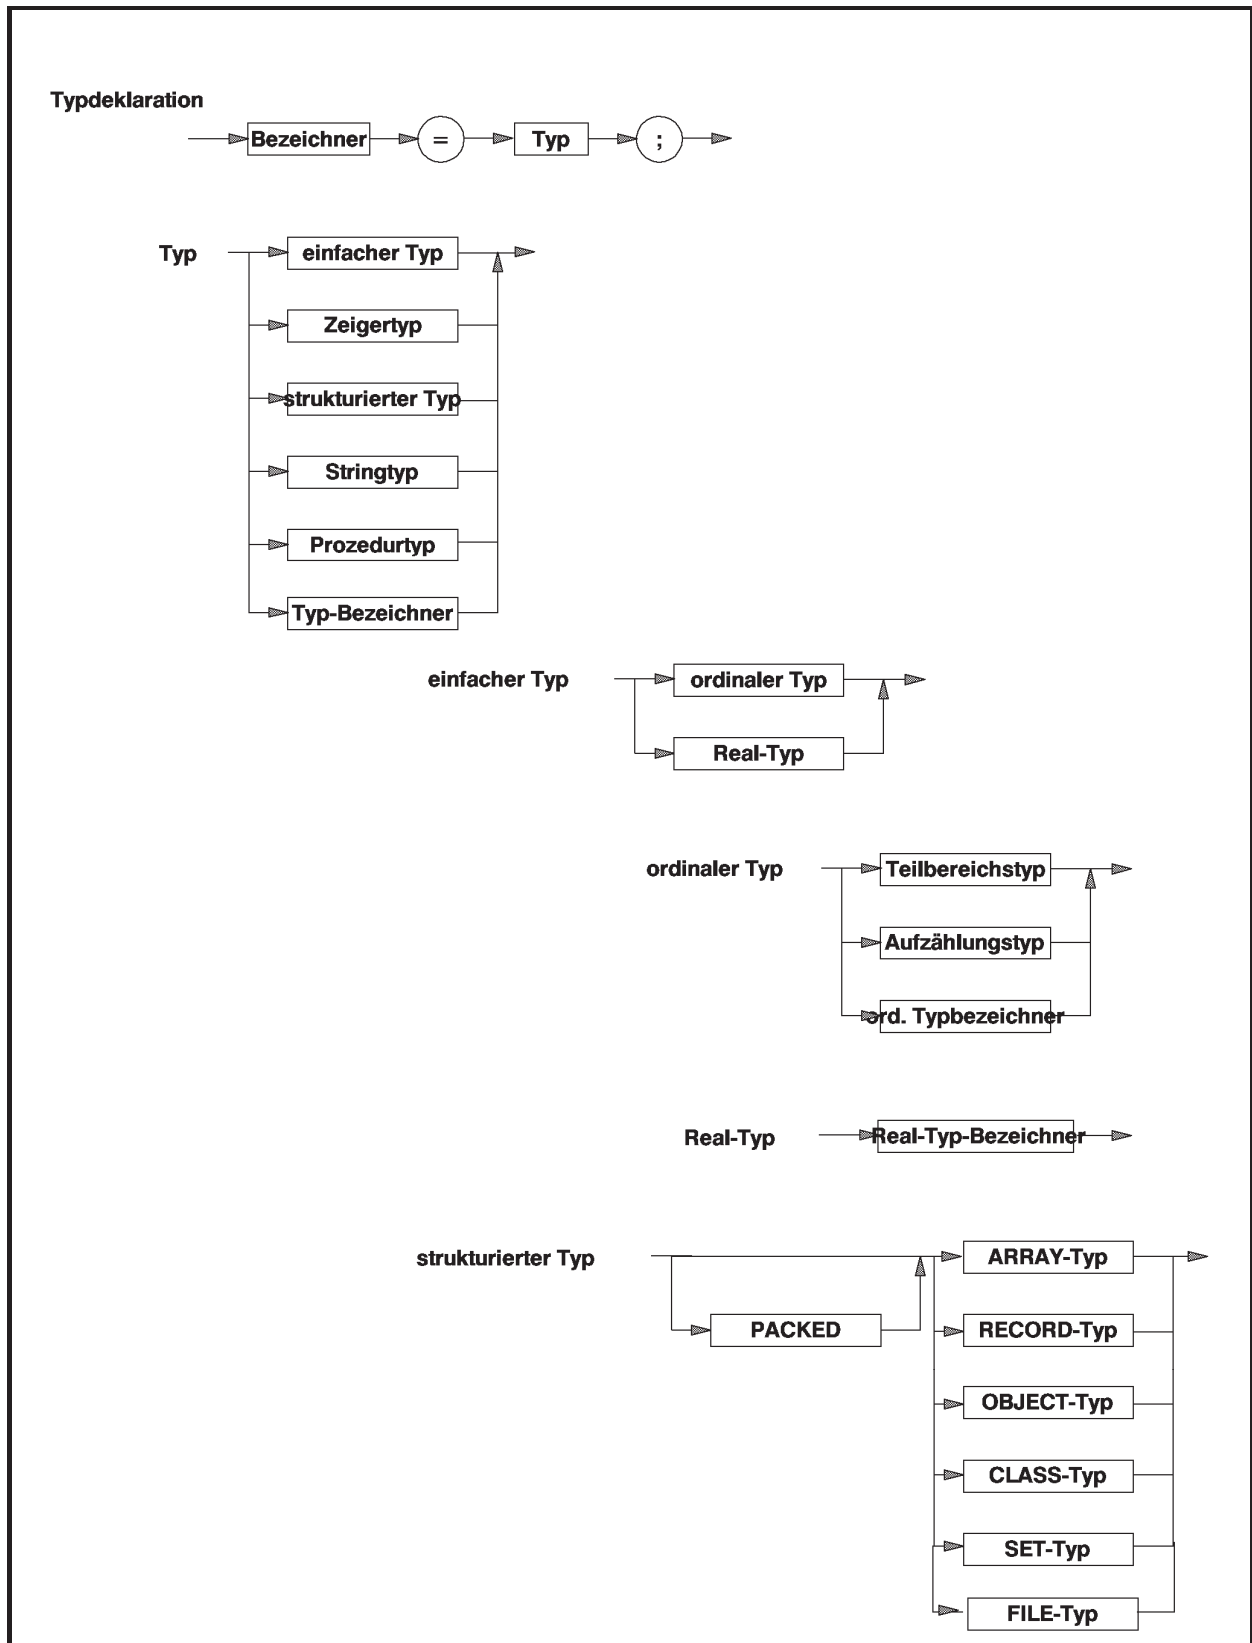 Typdeklaration
Bezeichner = Typ ;
Typ einfacher Typ
Zeigertyp
strukturierter Typ
Stringtyp
Prozedurtyp
Typ-Bezeichner
einfacher Typ ordinaler Typ
Real-Typ
ordinaler Typ Teilbereichstyp
Aufzählungstyp
ord. Typbezeichner
Real-Typ Real-Typ-Bezeichner
strukturierter Typ ARRAY-Typ
PACKED RECORD-Typ
OBJECT-Typ
CLASS-Typ
SET-Typ
FILE-Typ